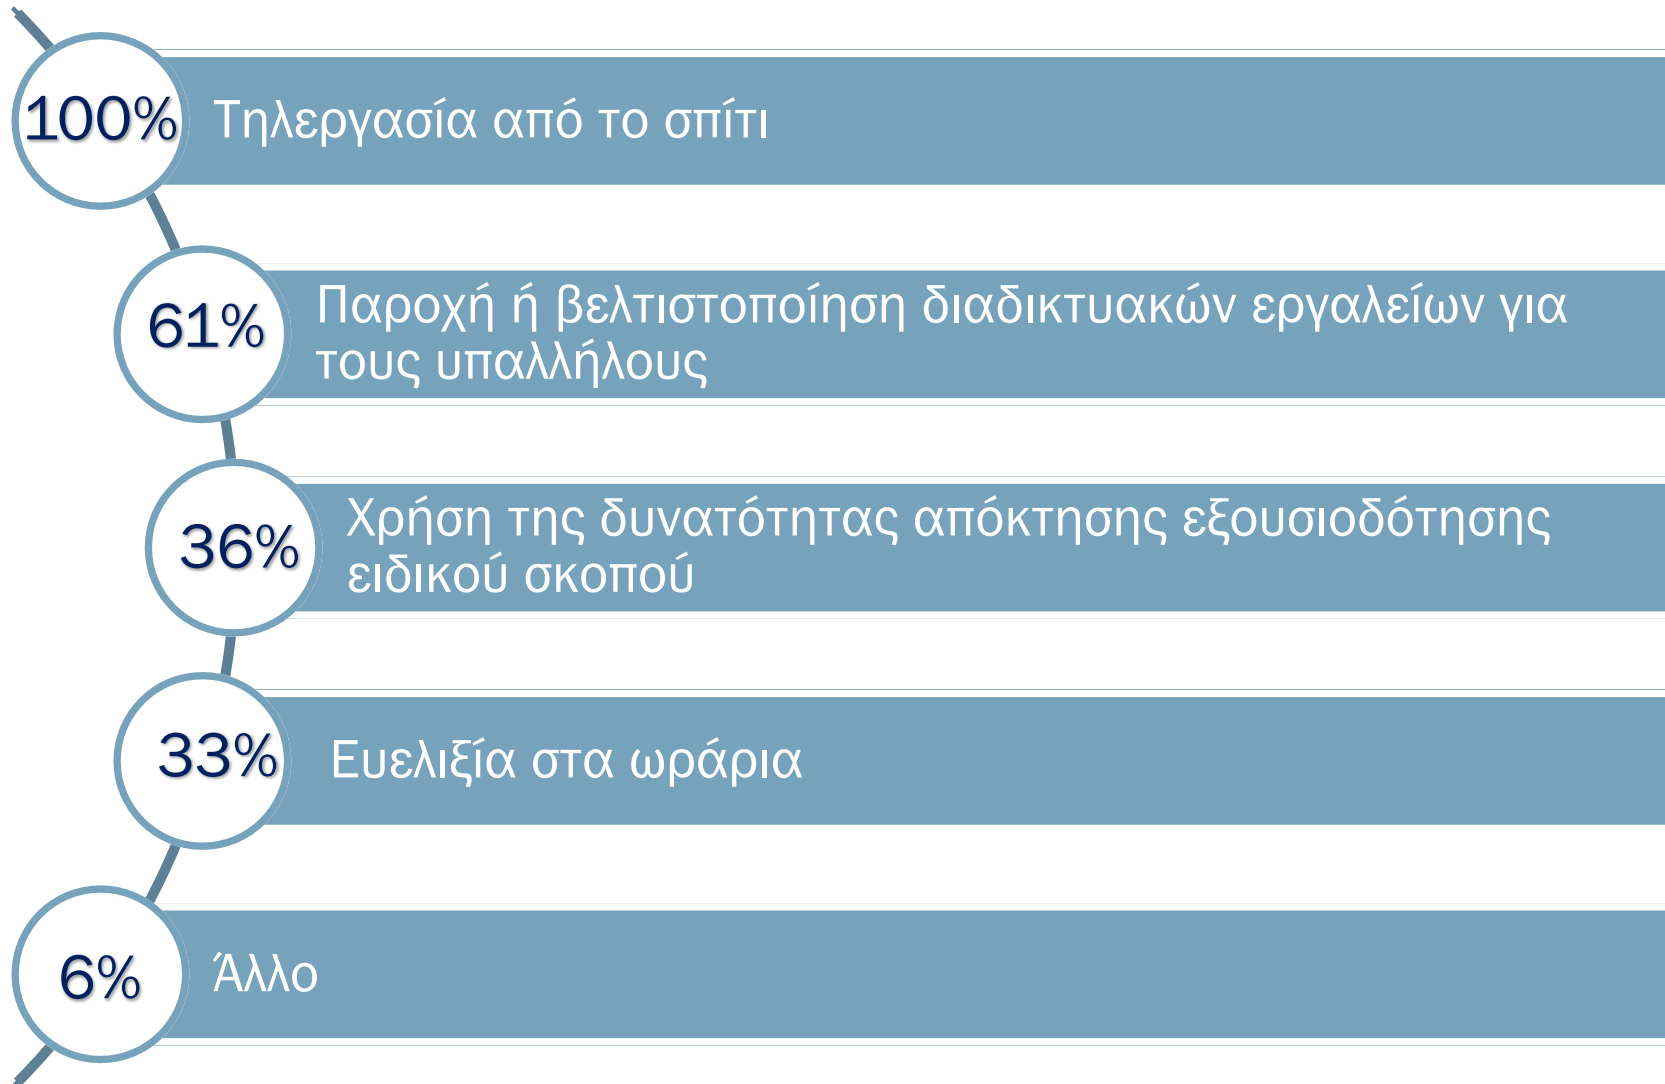 100% Τηλεργασία από το σπίτι
61% Παροχή ή βελτιστοποίηση διαδικτυακών εργαλείων για
τους υπαλλήλους
36% Χρήση της δυνατότητας απόκτησης εξουσιοδότησης
ειδικού σκοπού
33% Ευελιξία στα ωράρια
6% Άλλο